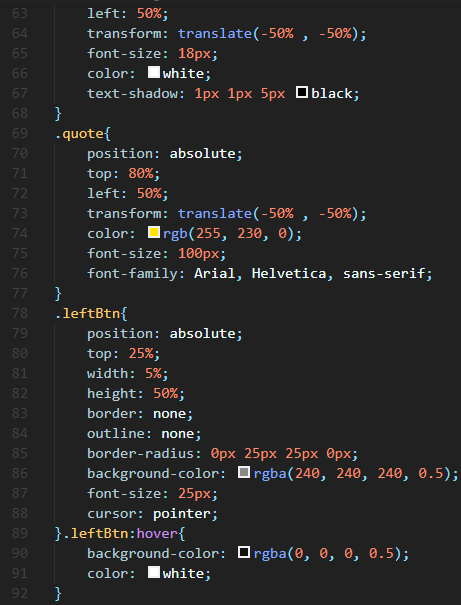 63 left: 50%;
64 transform: translate(-50% , -50%);
65 font-size: 18px;
66 color: white;
67 text-shadow: 1px 1px 5px black;
68 }
69 .quote{
70 position: absolute;
71 top: 80%;
72 left: 50%;
73 transform: translate(-50% , -50%);
74 color: rgb(255, 230, 0);
75 font-size: 100px;
76 font-family: Arial, Helvetica, sans-serif;
77 }
78 .leftBtn{
79 position: absolute;
80 top: 25%;
81 width: 5%;
82 height: 50%;
83 border: none;
84 outline: none;
85 border-radius: 0px 25px 25px 0px;
86 background-color: rgba(240, 240, 240, 0.5);
87 font-size: 25px;
88 cursor: pointer;
89 }.leftBtn:hover{
90 background-color: rgba(0, 0, 0, 0.5);
91 color: white;
92 }